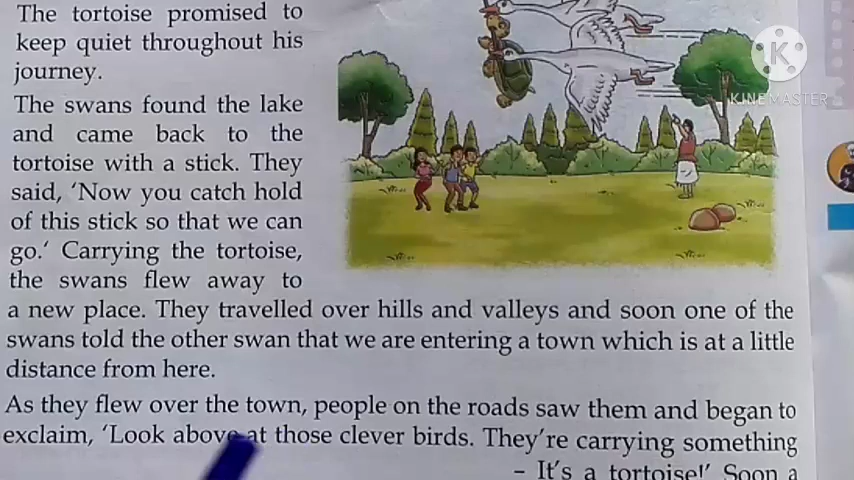 The tortoise promised to
keep quiet throughout his
journey.
The swans found the lake
and came back to the
tortoise with a stick. They
said, ‘Now you catch hold
of this stick so that we can
go.‘ Carrying the tortoise,
the swans flew away to
a new place. They travelled over hills and valleys and soon one of the
swans told the other swan that we are entering a town which is at a little
distance from here.
As they flew over the town, people on the roads saw them and began to
exclaim, ‘Look above at those clever birds. They’re carrying something
– It’s a tortoise!’ Soon a
KINEMASTER